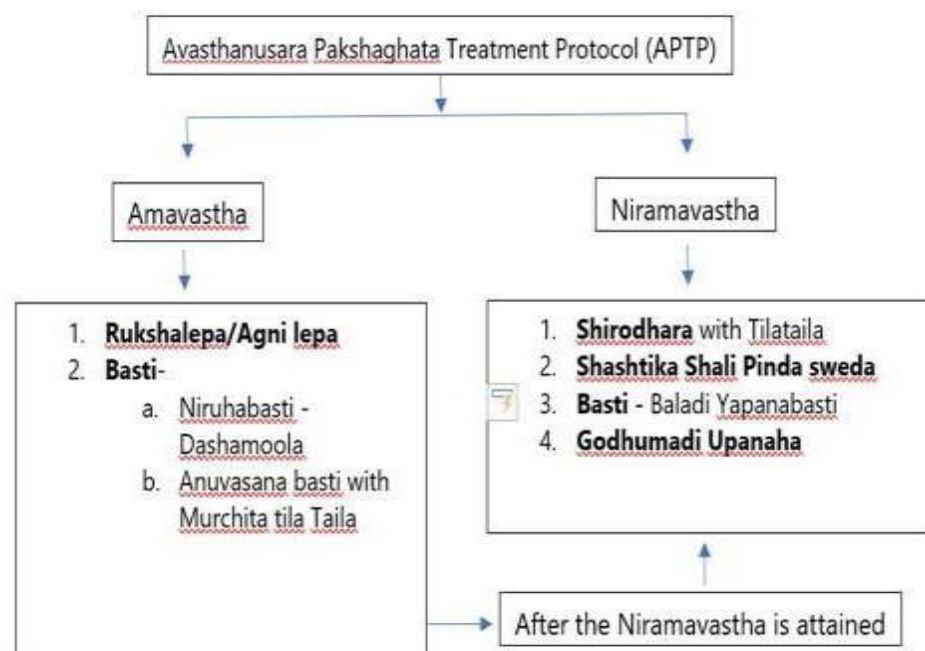 Avasthanusara Pakshaghata Treatment Protocol (APTP)
Amavastha
Niramavastha
1. Rukshalepa/Agni lepa
2. Basti-
a. Niruhabasti -
Dashamoola
b. Anuvasana basti with
Murchita tila Taila
1. Shirodhara with Tilataila
2. Shashtika Shali Pinda sweda
3. Basti - Baladi Yapanabasti
4. Godhumadi Upanaha
After the Niramavastha is attained